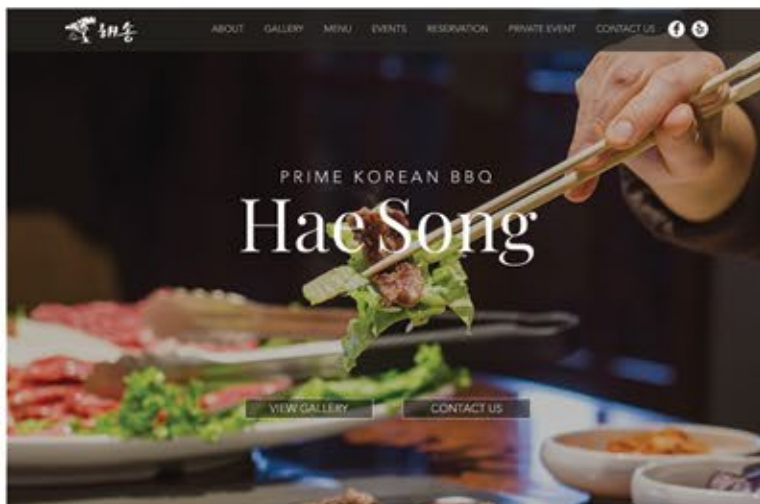 해송
ABOUT GALLERY MENU EVENTS RESERVATION PRIVATE EVENT CONTACT US
PRIME KOREAN BBQ
Hae Song
VIEW GALLERY CONTACT US